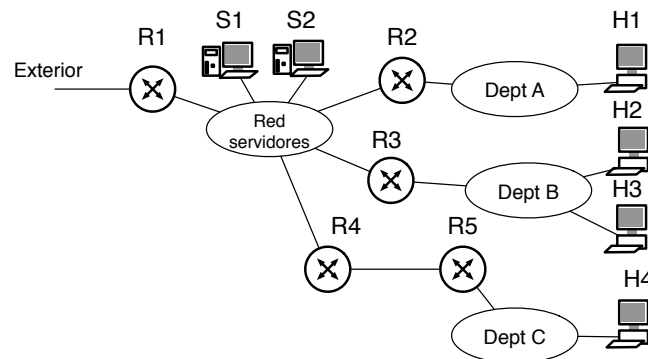 H1
S1 S2
R1
R2
Exterior
Dept A
Red
servidores
H2
R3
Dept B
H3
R4
R5
H4
Dept C